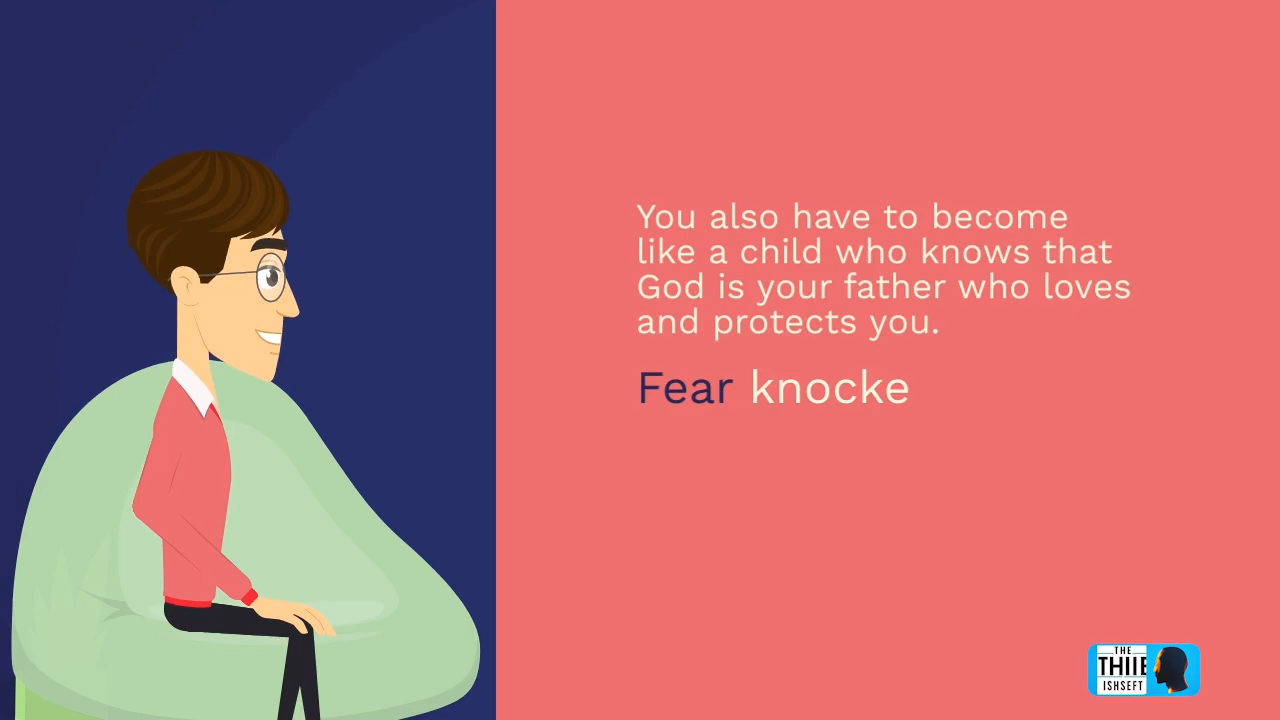 You also have to become
like a child who knows that
God is your father who loves
and protects you.
Fear knocke
THE
THIIE
ISHSEFT